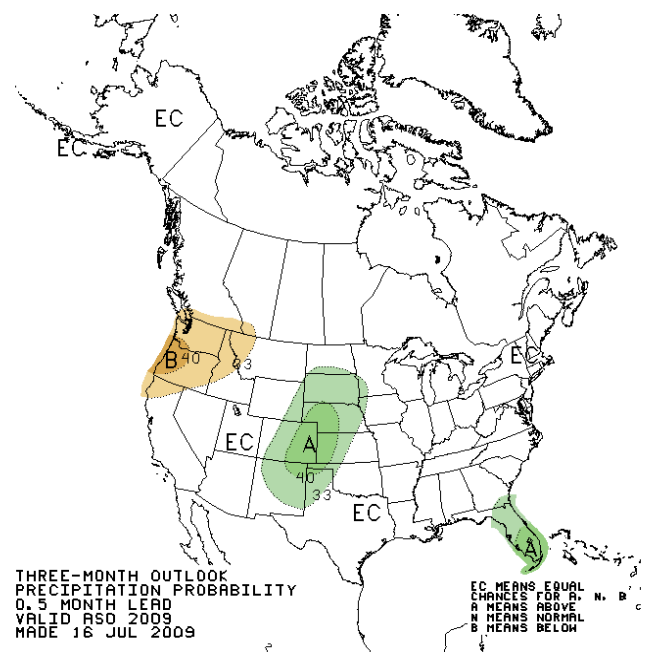 EC
EC
B 40
33
EC
EC
A
40
33
EC
A
THREE-MONTH OUTLOOK
PRECIPITATION PROBABILITY
0.5 MONTH LEAD
VALID ASO 2009
MADE 16 JUL 2009
EC MEANS EQUAL
CHANCES FOR A, N, B
A MEANS ABOVE
N MEANS NORMAL
B MEANS BELOW